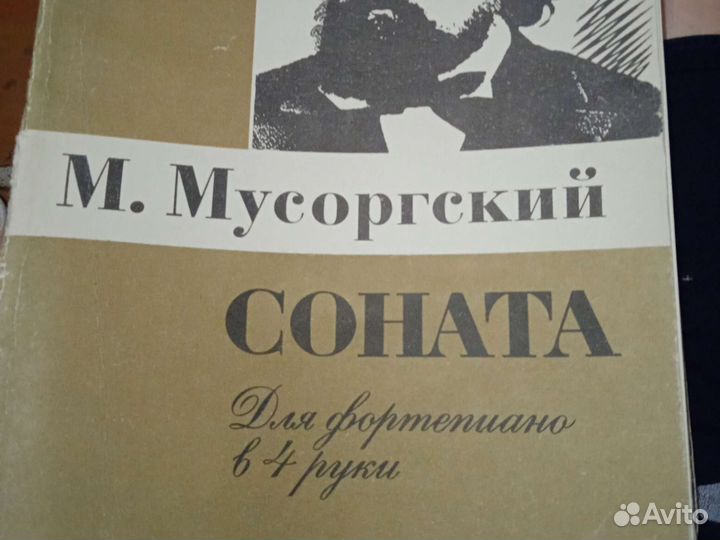 М. Мусоргский
СОНАТА
Для фортепиано
в 4 руки
Avito